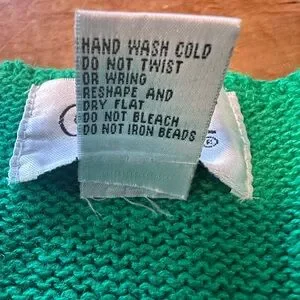 HAND WASH COLD
DO NOT TWIST
OR WRING
RESHAPE AND
DRY FLAT
DO NOT BLEACH
DO NOT IRON BEADS
®